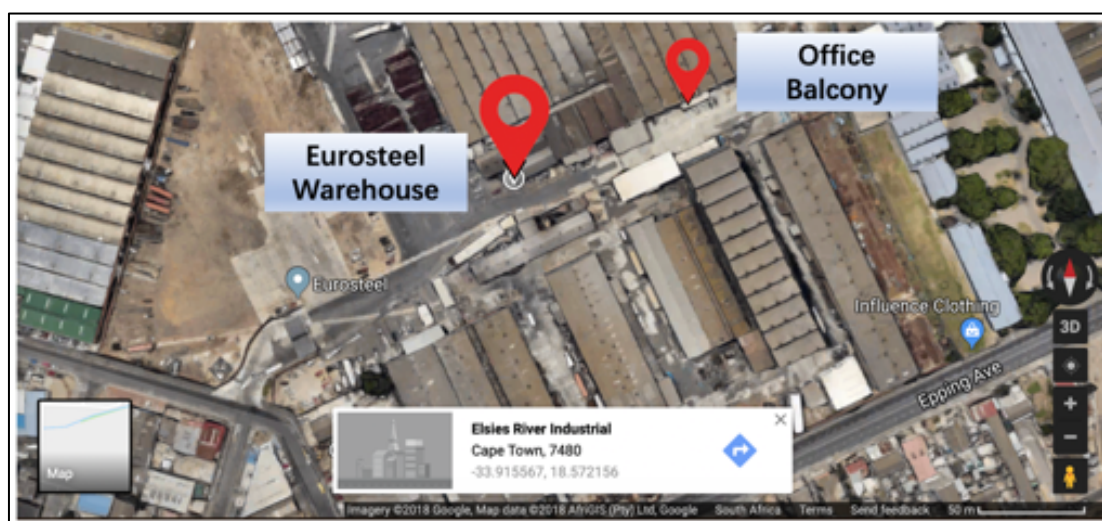 Office
Balcony
Eurosteel
Warehouse
Eurosteel
Influence Clothing
3D
Epping Ave
+
−
Map
Elsies River Industrial
Cape Town, 7480
-33.915567, 18.572156
×
Imagery ©2018 Google, Map data ©2018 AfriGIS (Pty) Ltd, Google South Africa Terms Send feedback 50 m